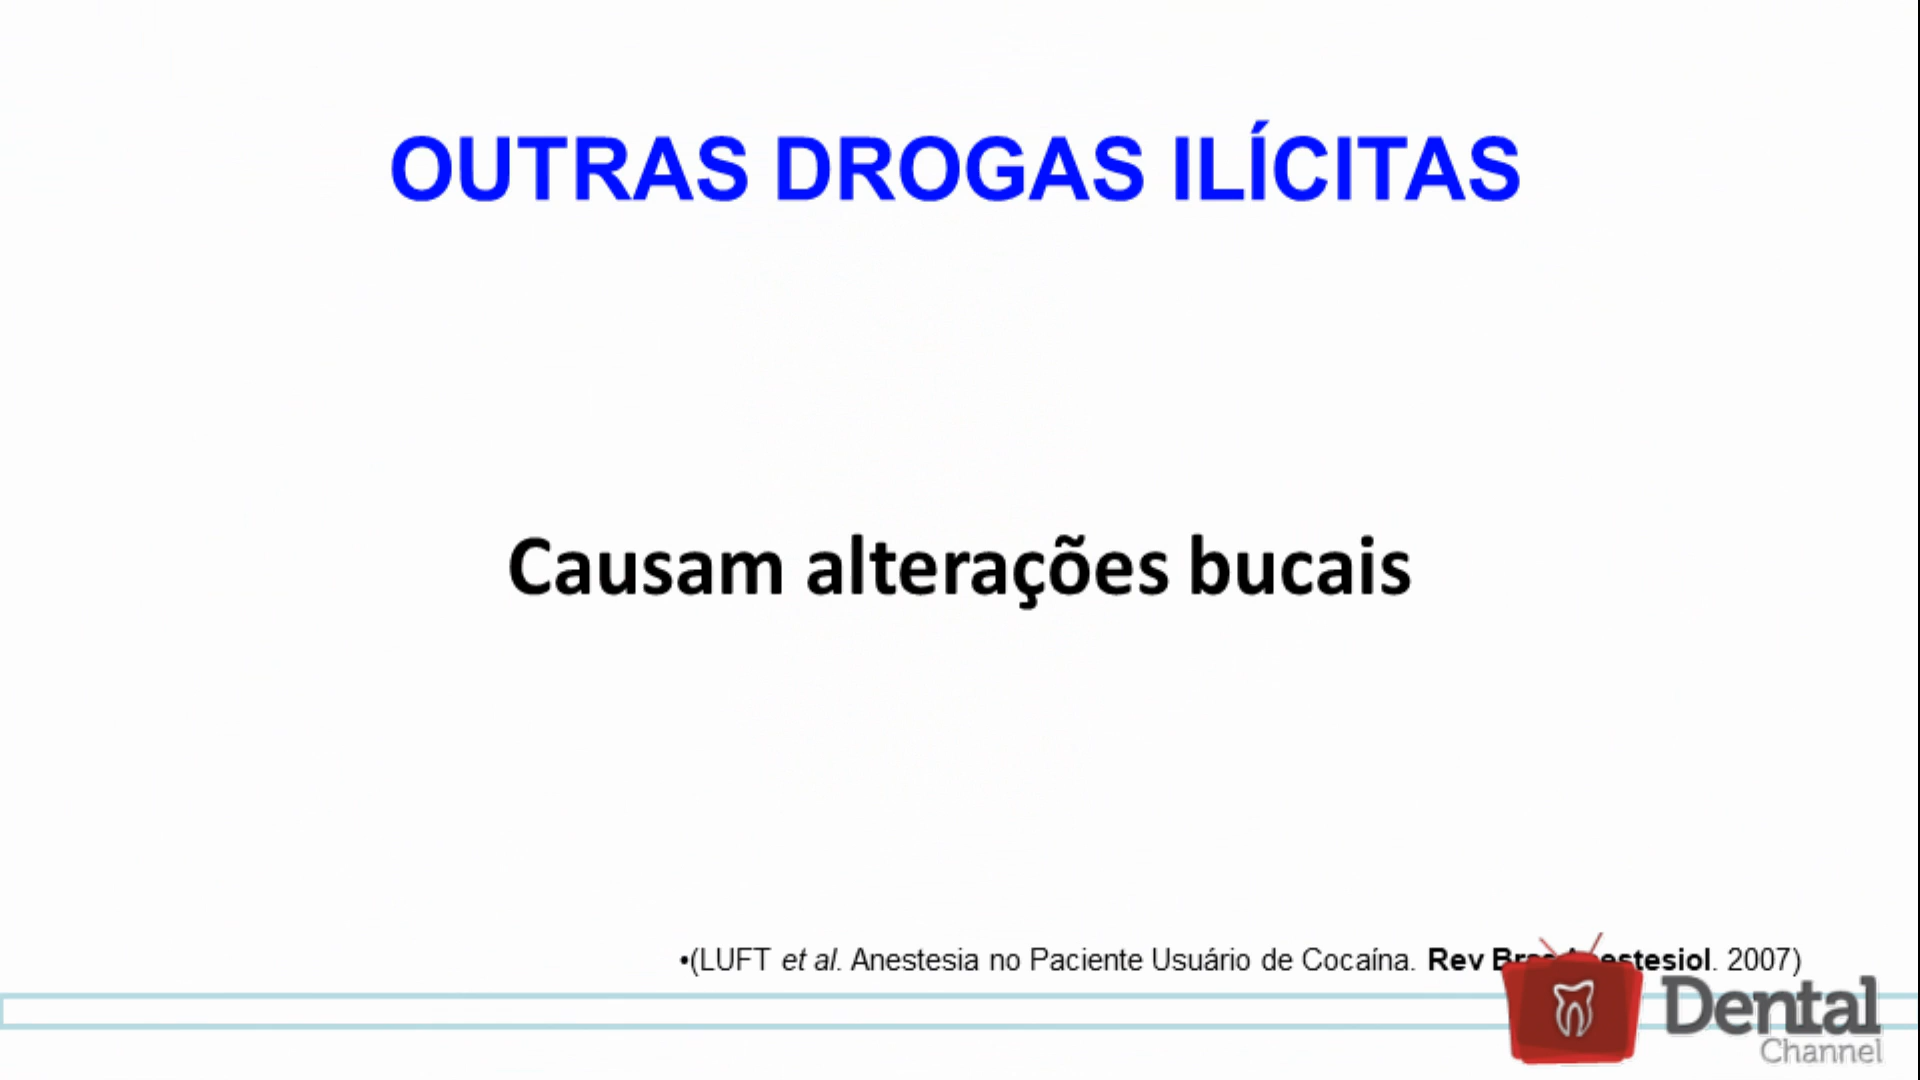 OUTRAS DROGAS ILÍCITAS
Causam alterações bucais
•(LUFT et al. Anestesia no Paciente Usuário de Cocaína. Rev 2007)
Dental
Channel